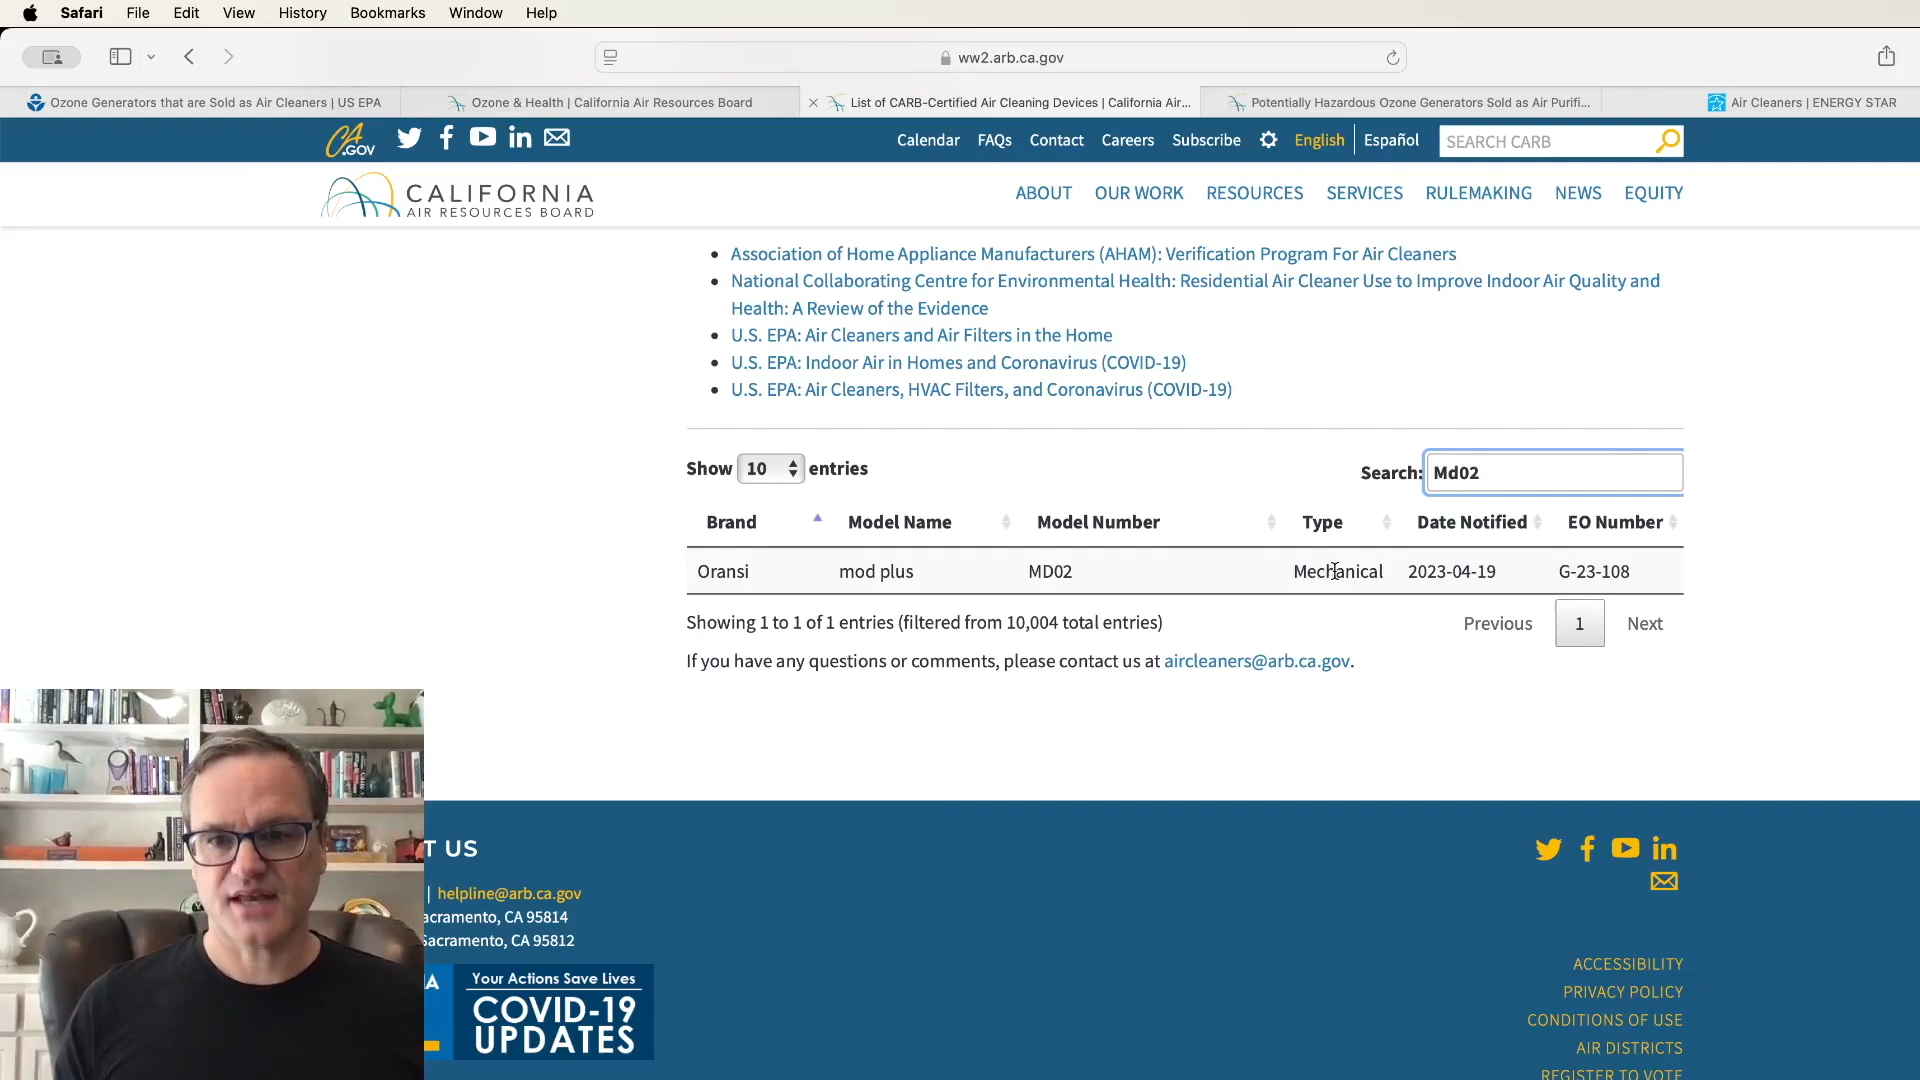 Safari File Edit View History Bookmarks Window Help
ww2.arb.ca.gov
Ozone Generators that are Sold as Air Cleaners | US EPA
Ozone & Health | California Air Resources Board
List of CARB-Certified Air Cleaning Devices | California Air...
Potentially Hazardous Ozone Generators Sold as Air Purifi...
Air Cleaners | ENERGY STAR
CA.GOV
Calendar FAQs Contact Careers Subscribe English Español SEARCH CARB
CALIFORNIA
AIR RESOURCES BOARD
ABOUT OUR WORK RESOURCES SERVICES RULEMAKING NEWS EQUITY
Association of Home Appliance Manufacturers (AHAM): Verification Program For Air Cleaners
National Collaborating Centre for Environmental Health: Residential Air Cleaner Use to Improve Indoor Air Quality and
Health: A Review of the Evidence
U.S. EPA: Air Cleaners and Air Filters in the Home
U.S. EPA: Indoor Air in Homes and Coronavirus (COVID-19)
U.S. EPA: Air Cleaners, HVAC Filters, and Coronavirus (COVID-19)
Show 10 entries Search: Md02
Brand Model Name Model Number Type Date Notified EO Number
Oransi mod plus MD02 Mechanical 2023-04-19 G-23-108
Showing 1 to 1 of 1 entries (filtered from 10,004 total entries) Previous 1 Next
If you have any questions or comments, please contact us at aircleaners@arb.ca.gov.
T US
| helpline@arb.ca.gov
acramento, CA 95814
Sacramento, CA 95812
A
Your Actions Save Lives
COVID-19
UPDATES
ACCESSIBILITY
PRIVACY POLICY
CONDITIONS OF USE
AIR DISTRICTS
REGISTER TO VOTE